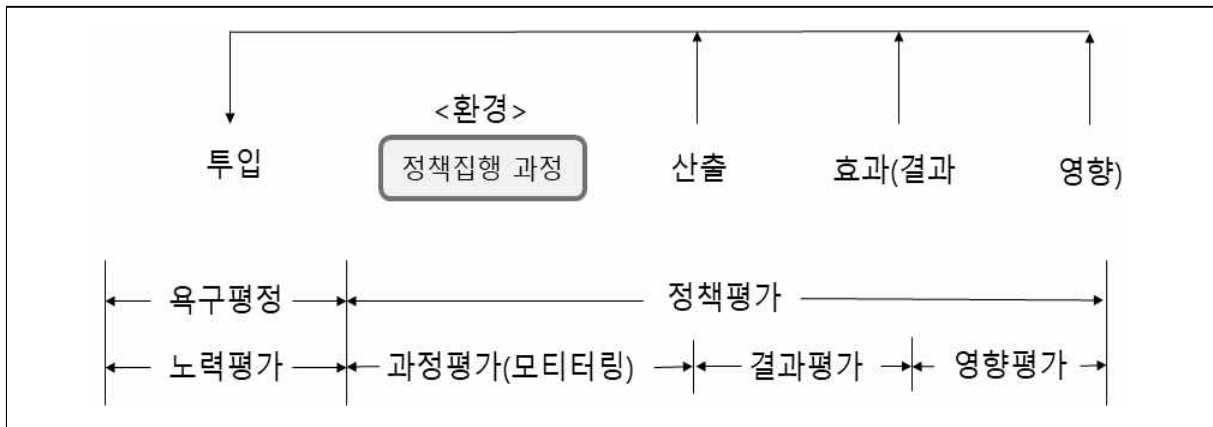 <환경>
투입 정책집행 과정 산출 효과(결과 영향)
욕구평정 정책평가
노력평가 과정평가(모티터링) 결과평가 영향평가